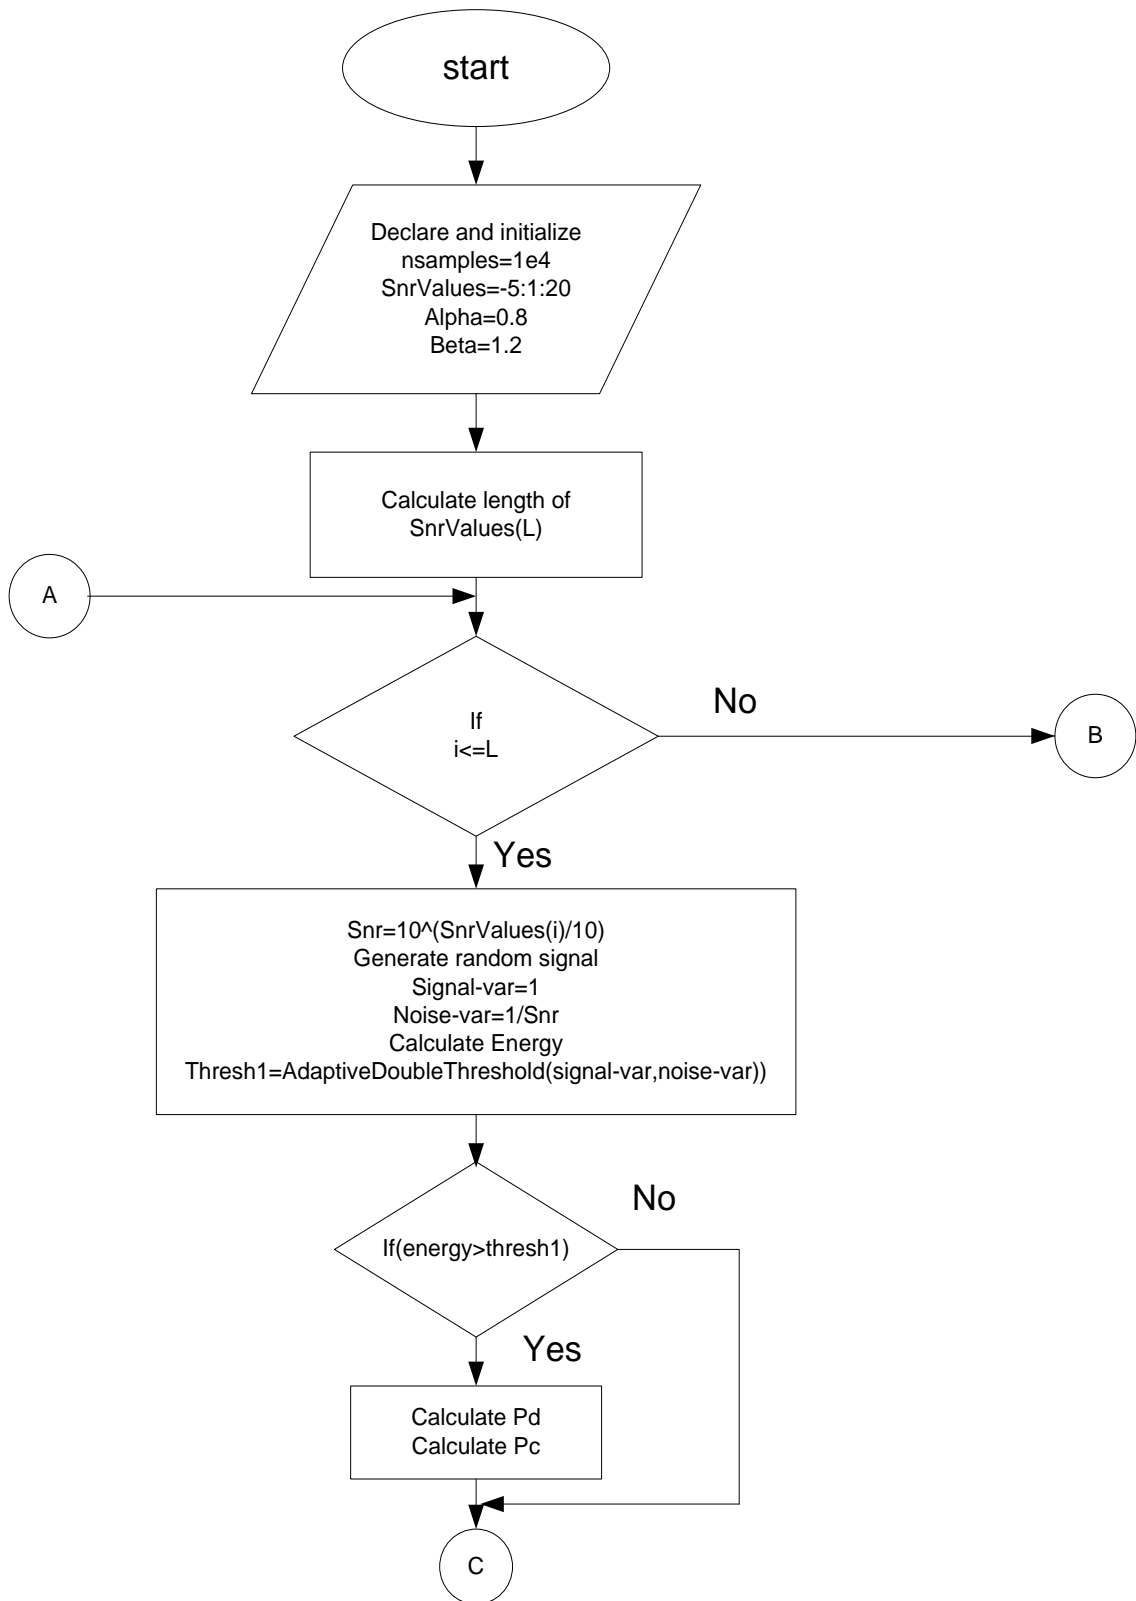 start
Declare and initialize
nsamples=1e4
SnrValues=-5:1:20
Alpha=0.8
Beta=1.2
Calculate length of
SnrValues(L)
A
If
i<=L
No
B
Yes
Snr=10^(SnrValues(i)/10)
Generate random signal
Signal-var=1
Noise-var=1/Snr
Calculate Energy
Thresh1=AdaptiveDoubleThreshold(signal-var,noise-var))
No
If(energy>thresh1)
Yes
Calculate Pd
Calculate Pc
C